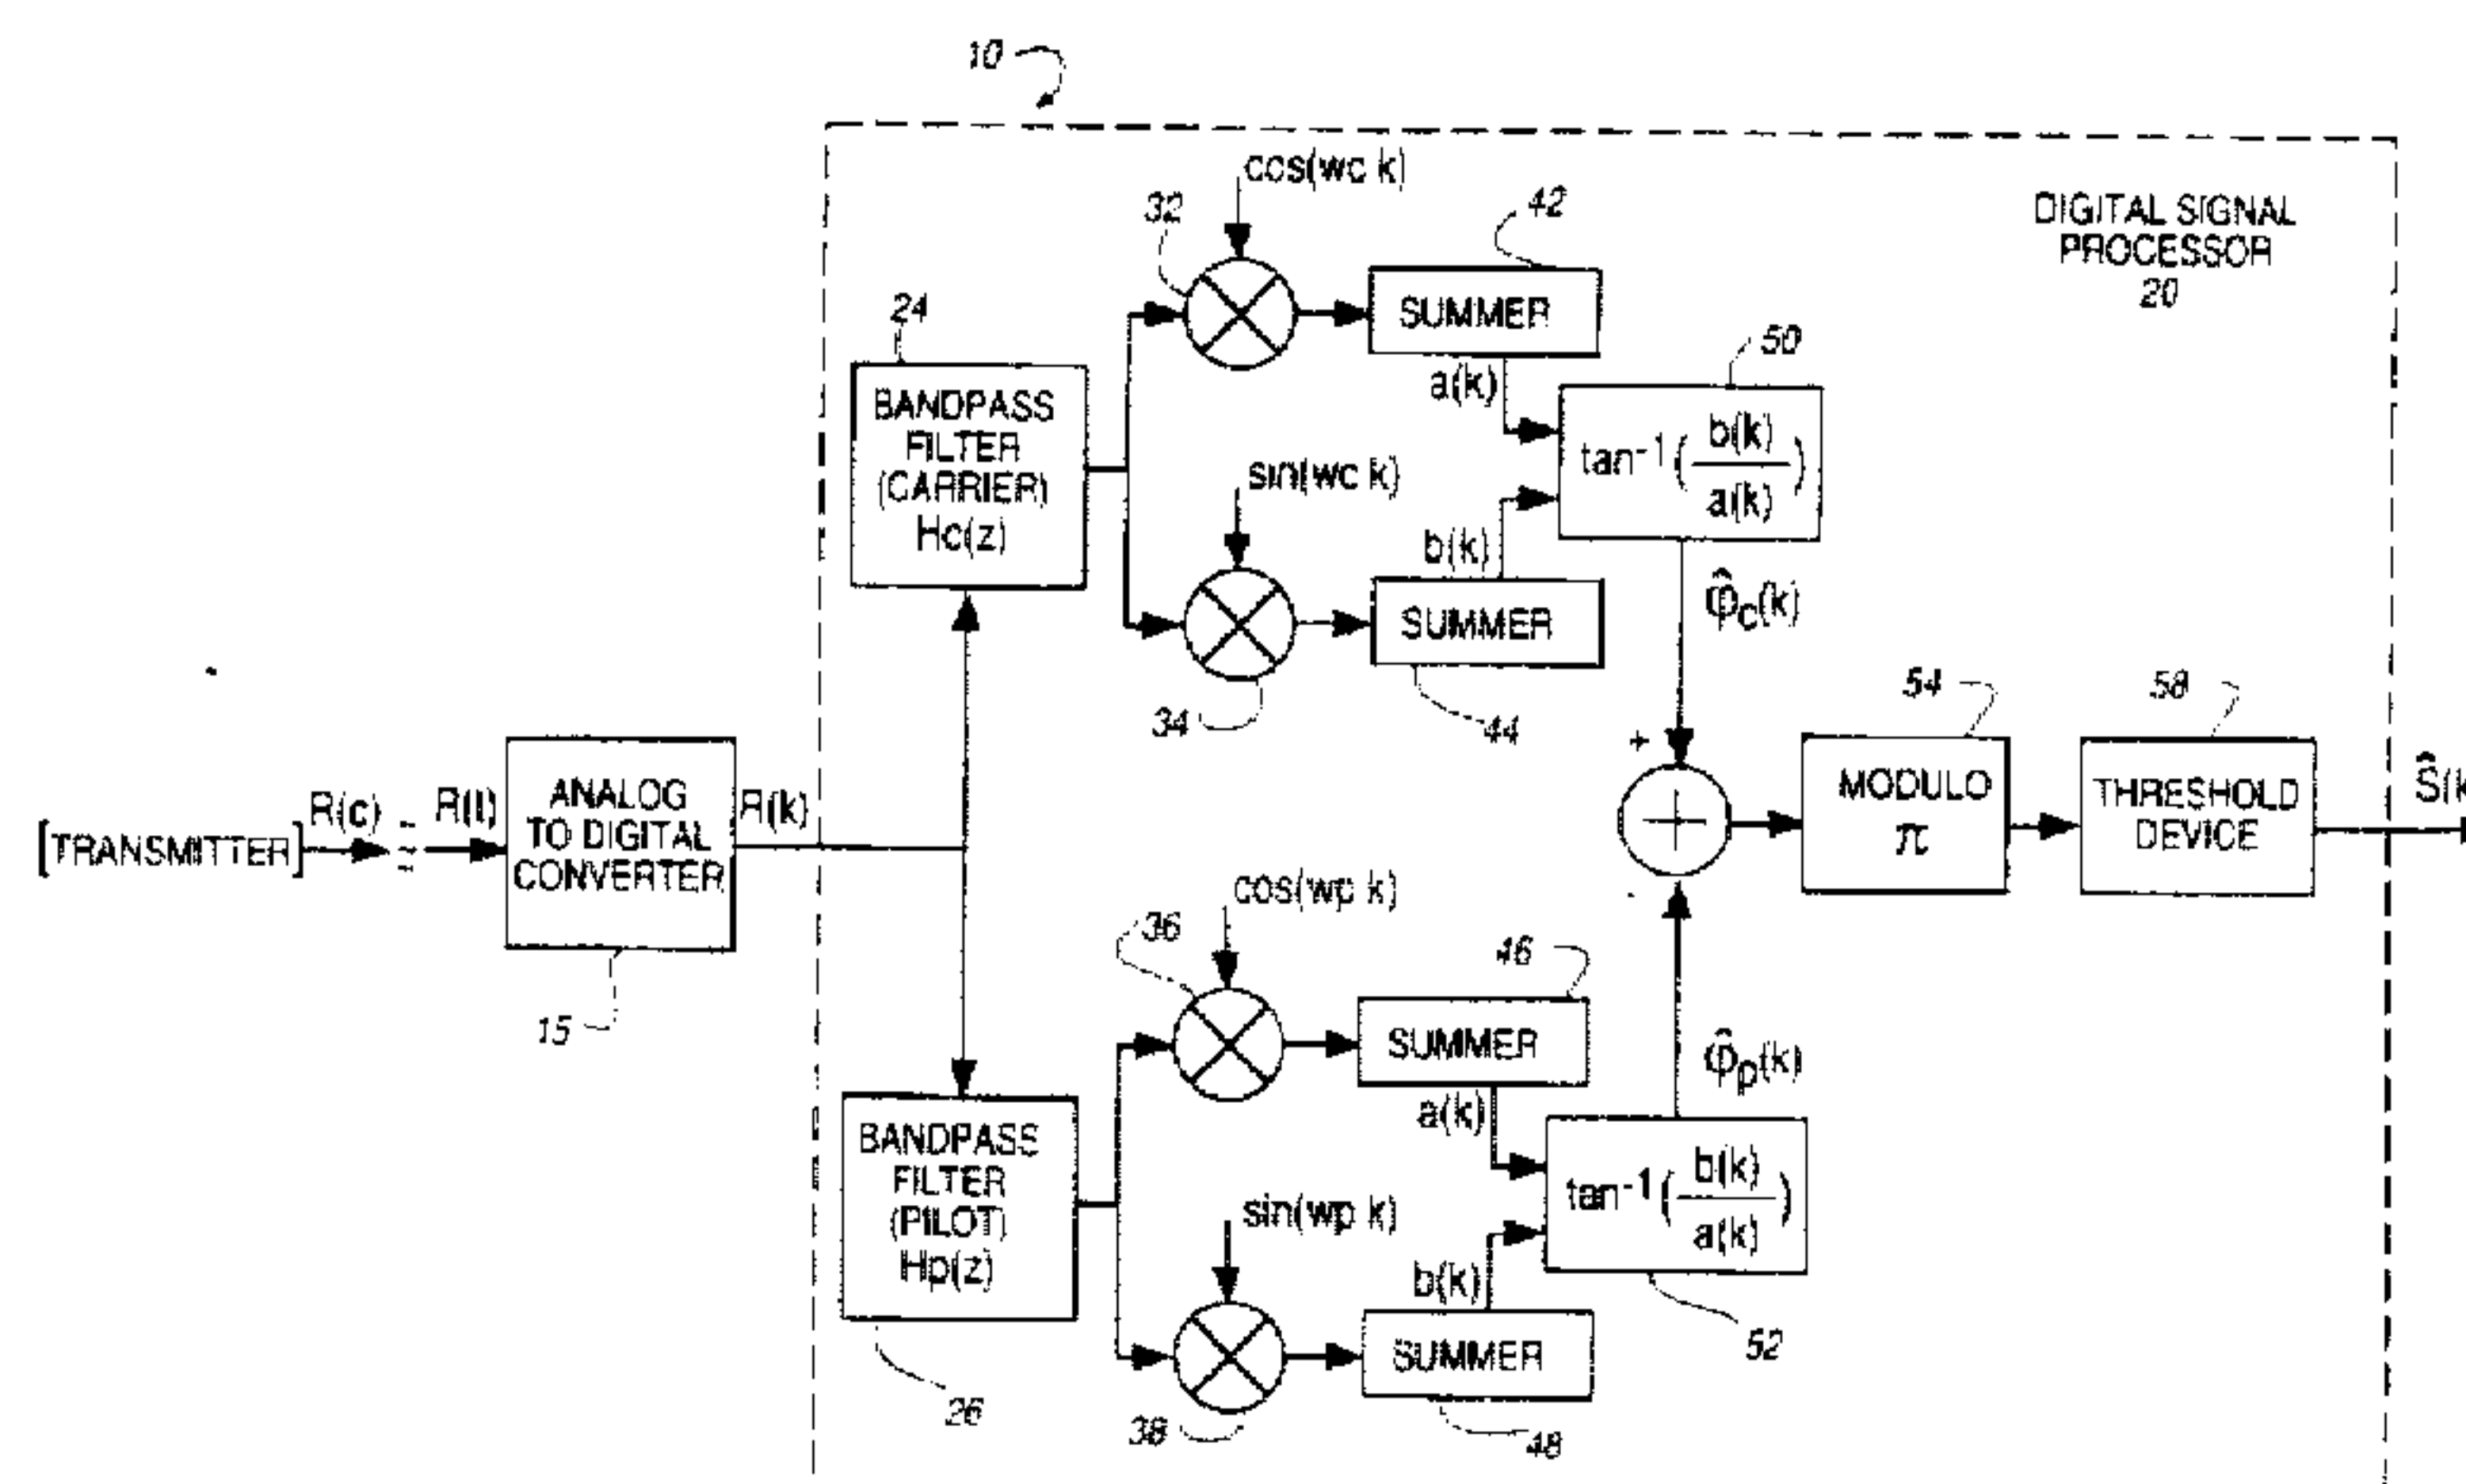 10
cos(wc k)
32
42
DIGITAL SIGNAL
PROCESSOR
20
24
SUMMER
50
a(k)
BANDPASS
FILTER
(CARRIER)
Hc(z)
tan⁻¹( b(k) / a(k) )
sin(wc k)
b(k)
φ̂c(k)
SUMMER
34
44
54
58
+
[TRANSMITTER]
R(c)
R(t)
ANALOG
TO DIGITAL
CONVERTER
R(k)
MODULO
π
THRESHOLD
DEVICE
Ŝ(k
cos(wp k)
36
46
15
SUMMER
φ̂p(k)
a(k)
BANDPASS
FILTER
(PILOT)
Hp(z)
tan⁻¹( b(k) / a(k) )
sin(wp k)
b(k)
SUMMER
52
26
38
48